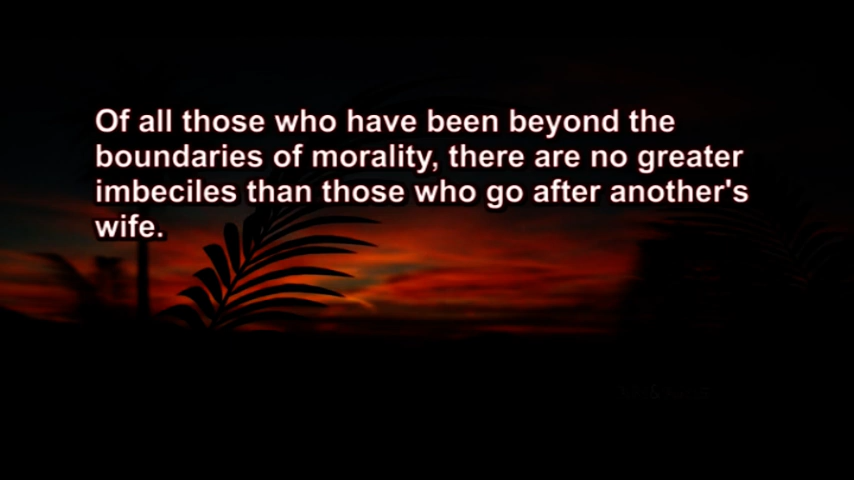 Of all those who have been beyond the
boundaries of morality, there are no greater
imbeciles than those who go after another's
wife.